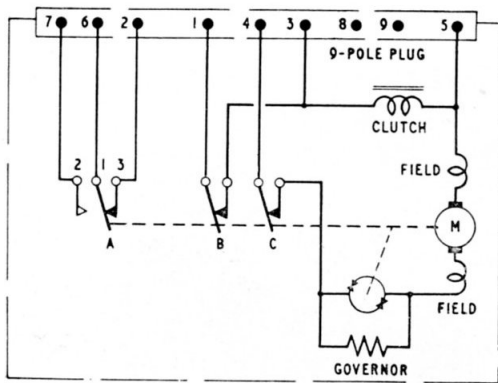 7 6 2 1 4 3 8 9 5
9-POLE PLUG
CLUTCH
2 1 3
FIELD
M
A B C
FIELD
GOVERNOR